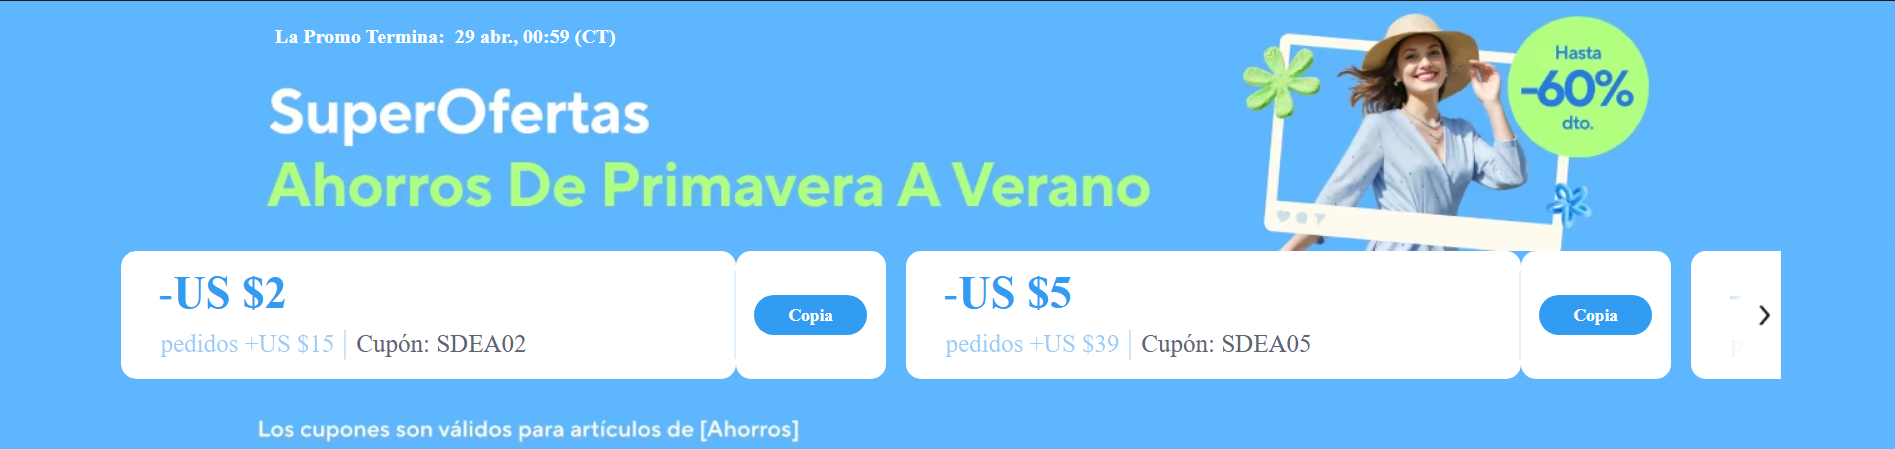 La Promo Termina: 29 abr., 00:59 (CT)
SuperOfertas
Ahorros De Primavera A Verano
Hasta
-60%
dto.
-US $2
pedidos +US $15 | Cupón: SDEA02
Copia
-US $5
pedidos +US $39 | Cupón: SDEA05
Copia
Los cupones son válidos para artículos de [Ahorros]